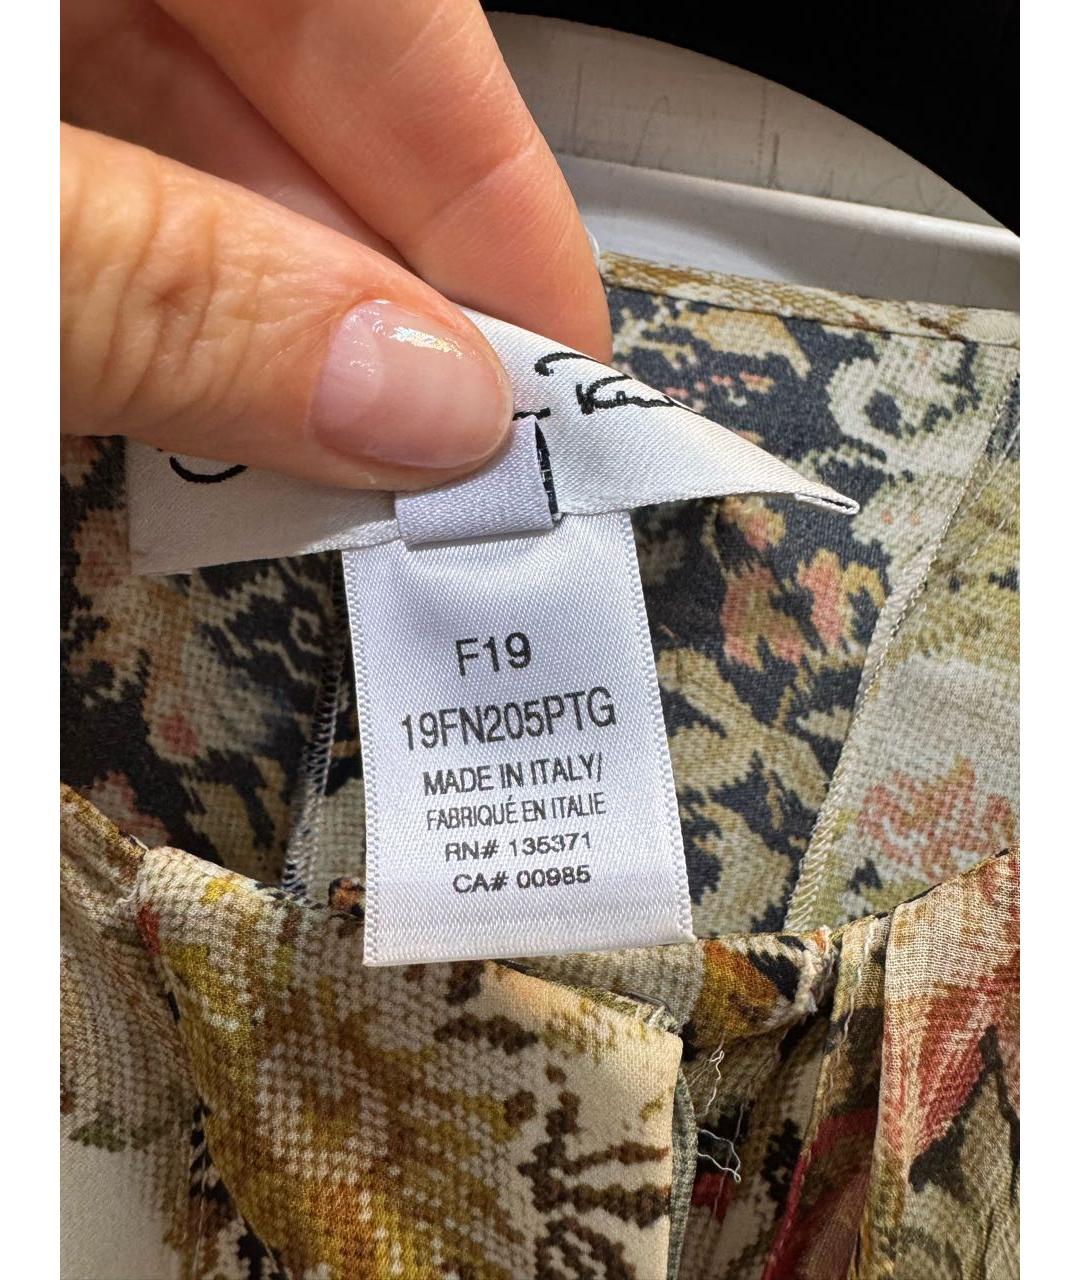 F19
19FN205PTG
MADE IN ITALY/
FABRIQUÉ EN ITALIE
RN# 135371
CA# 00985